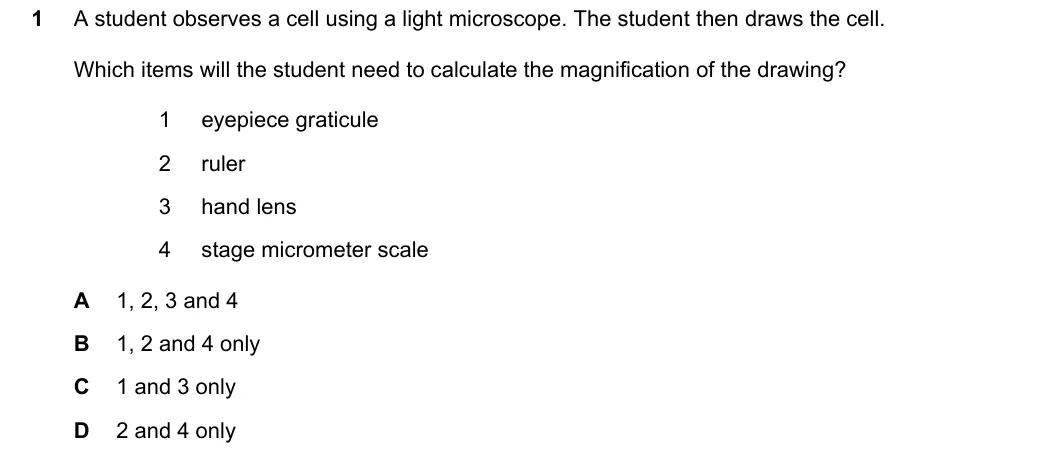 1 A student observes a cell using a light microscope. The student then draws the cell.
Which items will the student need to calculate the magnification of the drawing?
1 eyepiece graticule
2 ruler
3 hand lens
4 stage micrometer scale
A 1, 2, 3 and 4
B 1, 2 and 4 only
C 1 and 3 only
D 2 and 4 only